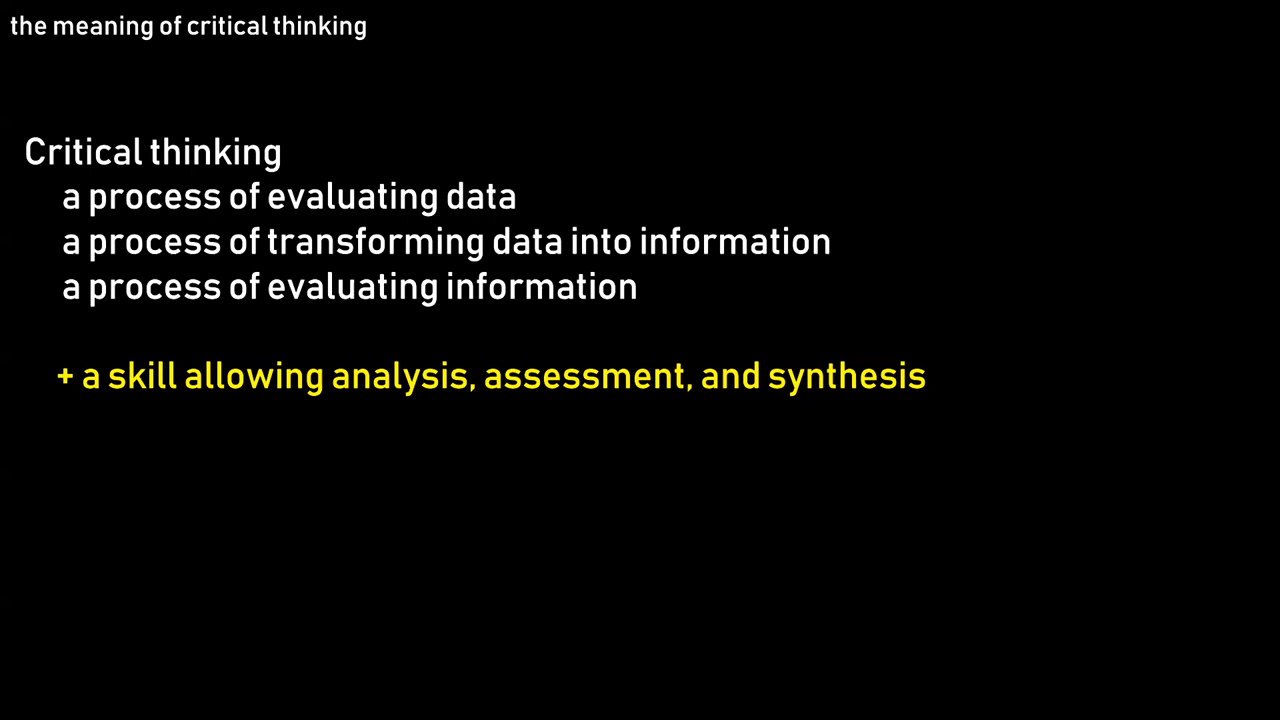 the meaning of critical thinking
Critical thinking
a process of evaluating data
a process of transforming data into information
a process of evaluating information
+ a skill allowing analysis, assessment, and synthesis